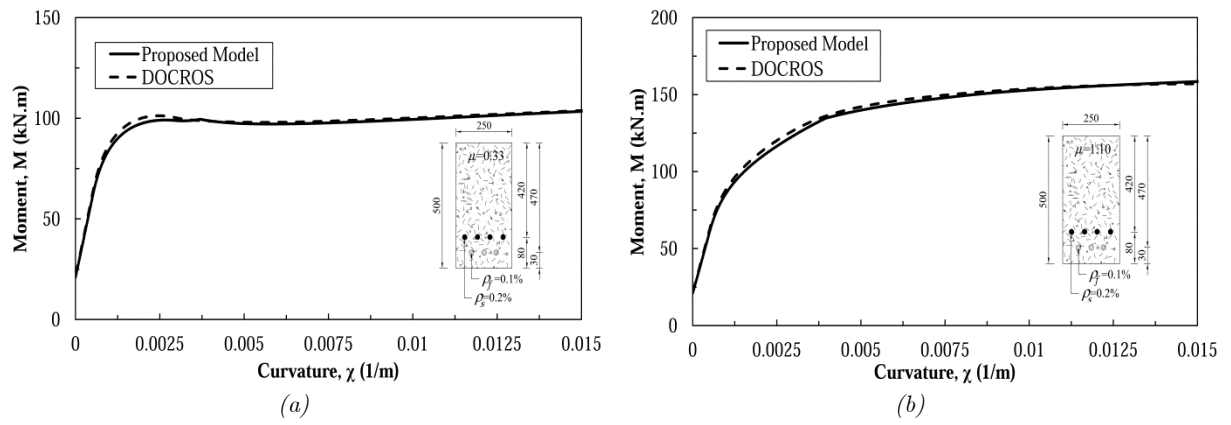 150
100
50
0
Moment, M (kN.m)
Proposed Model
DOCROS
250
μ=0.33
500
420
470
80
30
ρf=0.1%
ρs=0.2%
0 0.0025 0.005 0.0075 0.01 0.0125 0.015
Curvature, χ (1/m)
(a)
200
150
100
50
0
Moment, M (kN.m)
Proposed Model
DOCROS
250
μ=1.10
500
420
470
80
30
ρf=0.1%
ρs=0.2%
0 0.0025 0.005 0.0075 0.01 0.0125 0.015
Curvature, χ (1/m)
(b)